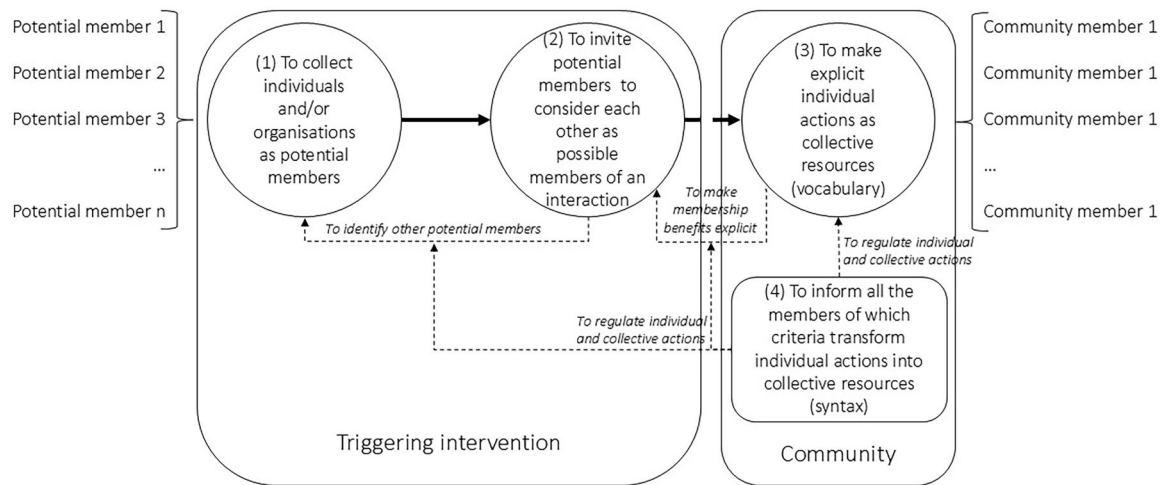 Potential member 1
Potential member 2
Potential member 3
...
Potential member n
(1) To collect
individuals
and/or
organisations
as potential
members
(2) To invite
potential
members to
consider each
other as
possible
members of an
interaction
To identify other potential members
To regulate individual
and collective actions
Triggering intervention
To make
membership
benefits explicit
(3) To make
explicit
individual
actions as
collective
resources
(vocabulary)
To regulate individual
and collective actions
(4) To inform all the
members of which
criteria transform
individual actions into
collective resources
(syntax)
Community
Community member 1
Community member 1
Community member 1
...
Community member 1